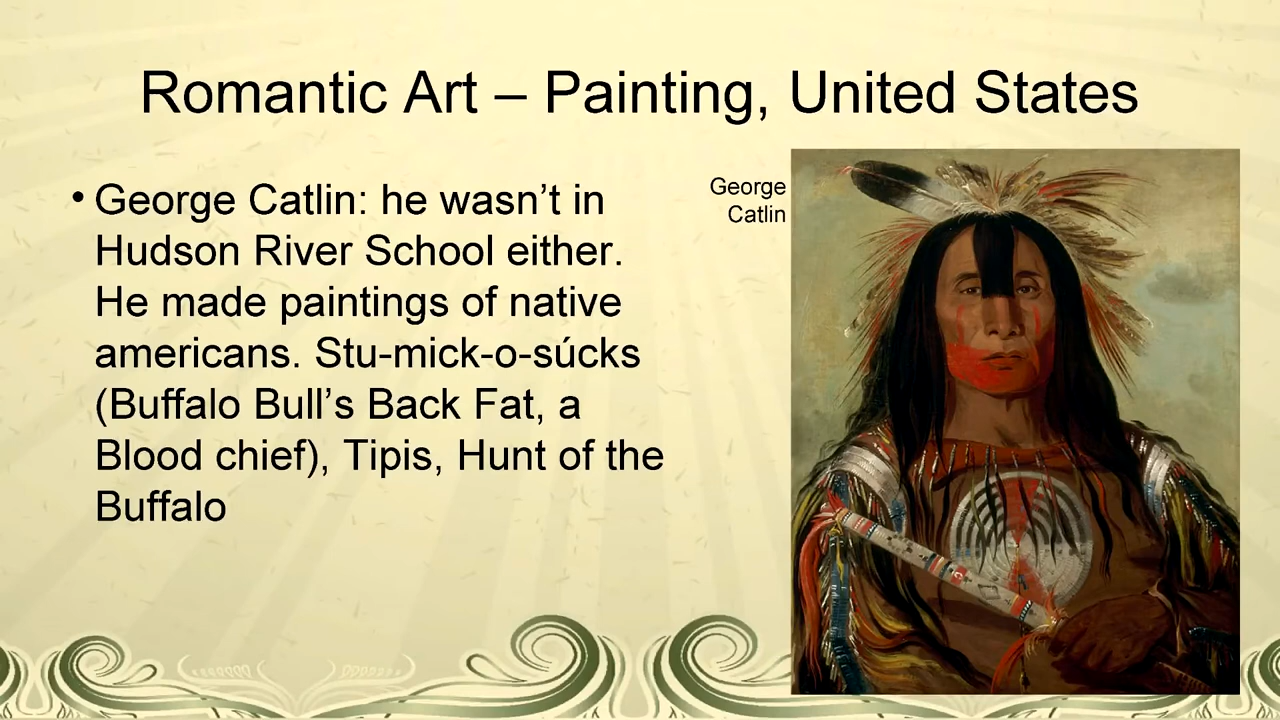 Romantic Art – Painting, United States
• George Catlin: he wasn’t in
Hudson River School either.
He made paintings of native
americans. Stu-mick-o-súcks
(Buffalo Bull’s Back Fat, a
Blood chief), Tipis, Hunt of the
Buffalo
George
Catlin